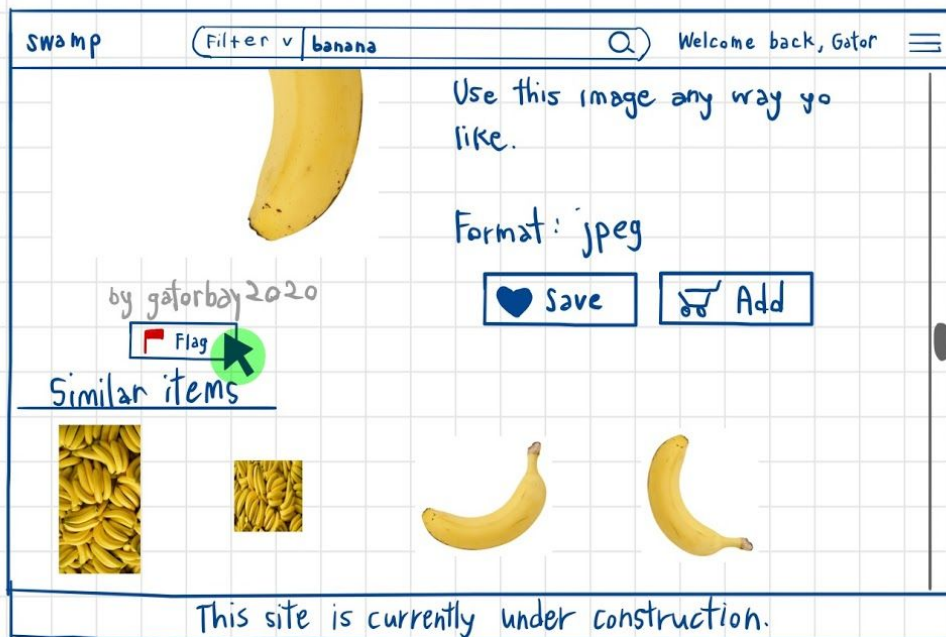 swamp
Filter v
banana
Welcome back, Gator
Use this image any way yo
like.
Format: jpeg
Save
Add
by gatorboy2020
Flag
Similar items
This site is currently under construction.